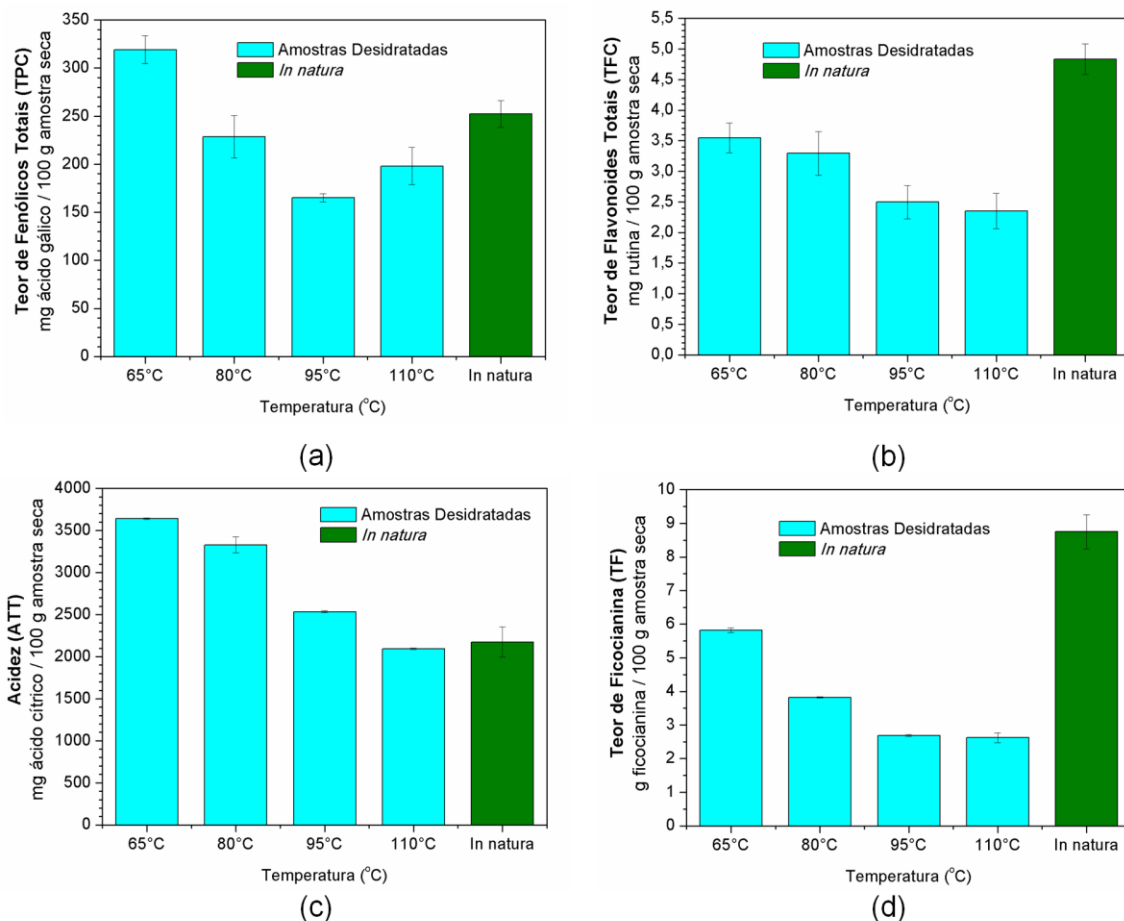 Teor de Fenólicos Totais (TPC)
mg ácido gálico / 100 g amostra seca
350
300
250
200
150
100
50
0
Amostras Desidratadas
In natura
65°C 80°C 95°C 110°C In natura
Temperatura (°C)
(a)
Teor de Flavonoides Totais (TFC)
mg rutina / 100 g amostra seca
5,5
5,0
4,5
4,0
3,5
3,0
2,5
2,0
1,5
1,0
0,5
0,0
Amostras Desidratadas
In natura
65°C 80°C 95°C 110°C In natura
Temperatura (°C)
(b)
Acidez (ATT)
mg ácido cítrico / 100 g amostra seca
4000
3500
3000
2500
2000
1500
1000
500
0
Amostras Desidratadas
In natura
65°C 80°C 95°C 110°C In natura
Temperatura (°C)
(c)
Teor de Ficocianina (TF)
g ficocianina / 100 g amostra seca
10
9
8
7
6
5
4
3
2
1
0
Amostras Desidratadas
In natura
65°C 80°C 95°C 110°C In natura
Temperatura (°C)
(d)